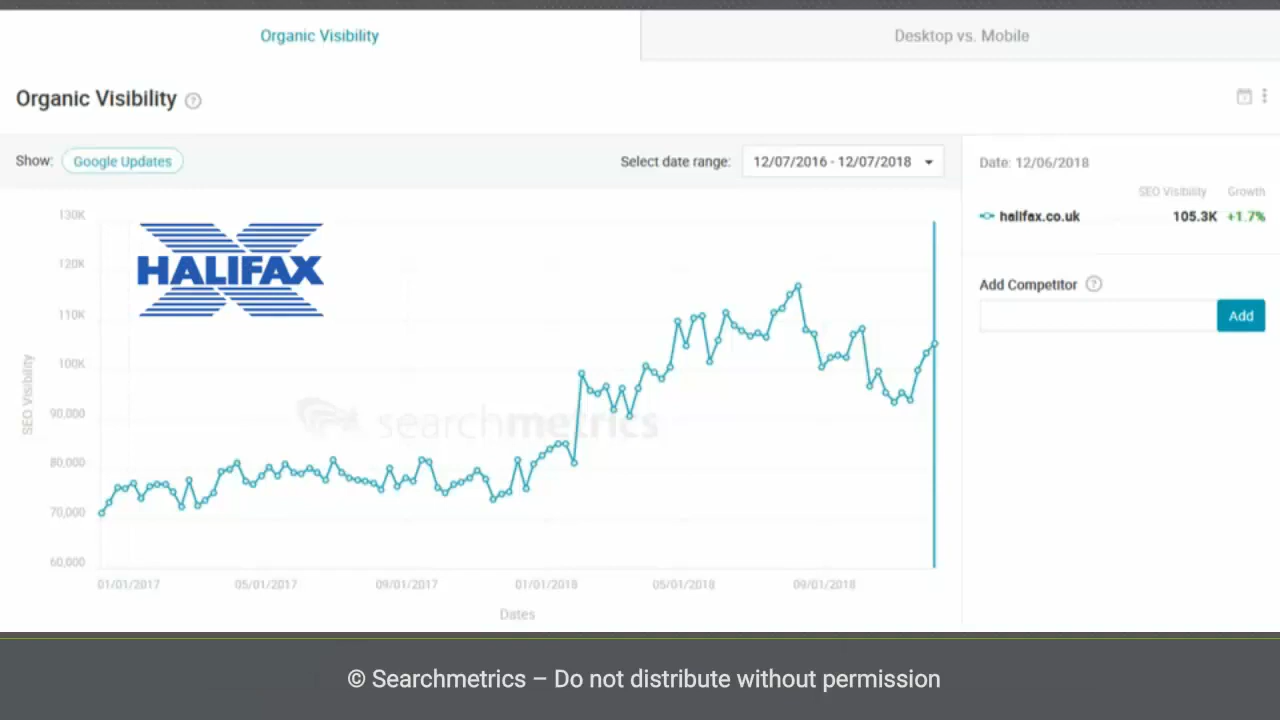 Organic Visibility
Desktop vs. Mobile
Organic Visibility ?
Show: Google Updates
Select date range: 12/07/2016 - 12/07/2018
Date: 12/06/2018
SEO Visibility Growth
halifax.co.uk 105.3K +1.7%
Add Competitor ?
Add
HALIFAX
searchmetrics
SEO Visibility
130K
120K
110K
100K
90,000
80,000
70,000
60,000
01/01/2017 05/01/2017 09/01/2017 01/01/2018 05/01/2018 09/01/2018
Dates
© Searchmetrics – Do not distribute without permission